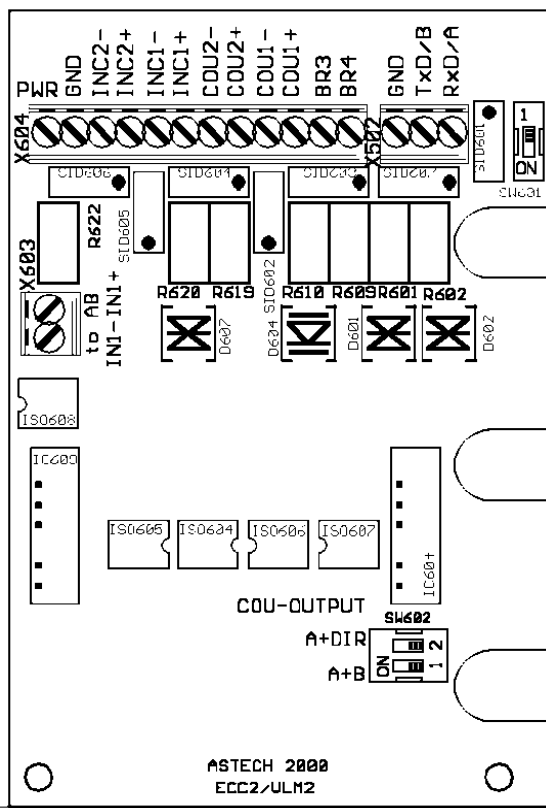 PWR
GND
INC2-
INC2+
INC1-
INC1+
COU2-
COU2+
COU1-
COU1+
BR3
BR4
GND
TxD/B
RxD/A
X604
X502
SID601
1
ON
SW601
SID606
SID604
SID603
R622
SID605
SID602
X603
to AB
IN1-IN1+
R620
R619
R610
R609
R601
R602
D607
D604
D601
D602
ISO608
IC603
ISO605
ISO604
ISO606
ISO607
COU-OUTPUT
SW602
A+DIR
2
ON
A+B
1
ASTECH 2000
ECC2/ULM2